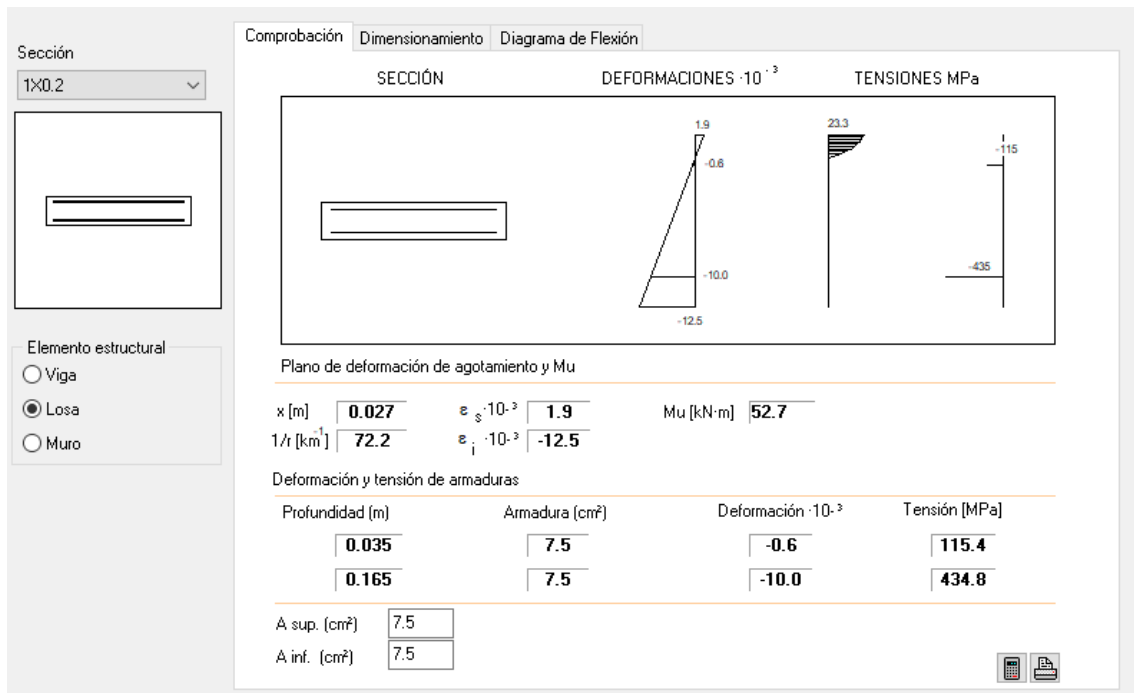 Comprobación Dimensionamiento Diagrama de Flexión
Sección
1X0.2
SECCIÓN DEFORMACIONES ·10 ⁻³ TENSIONES MPa
1.9 23.3
-0.6 -115
-10.0 -435
-12.5
Elemento estructural
Viga
Losa
Muro
Plano de deformación de agotamiento y Mu
x [m] 0.027 ε s ·10-³ 1.9 Mu [kN·m] 52.7
1/r [km⁻¹] 72.2 ε i ·10-³ -12.5
Deformación y tensión de armaduras
Profundidad (m) Armadura (cm²) Deformación ·10-³ Tensión [MPa]
0.035 7.5 -0.6 115.4
0.165 7.5 -10.0 434.8
A sup. (cm²) 7.5
A inf. (cm²) 7.5